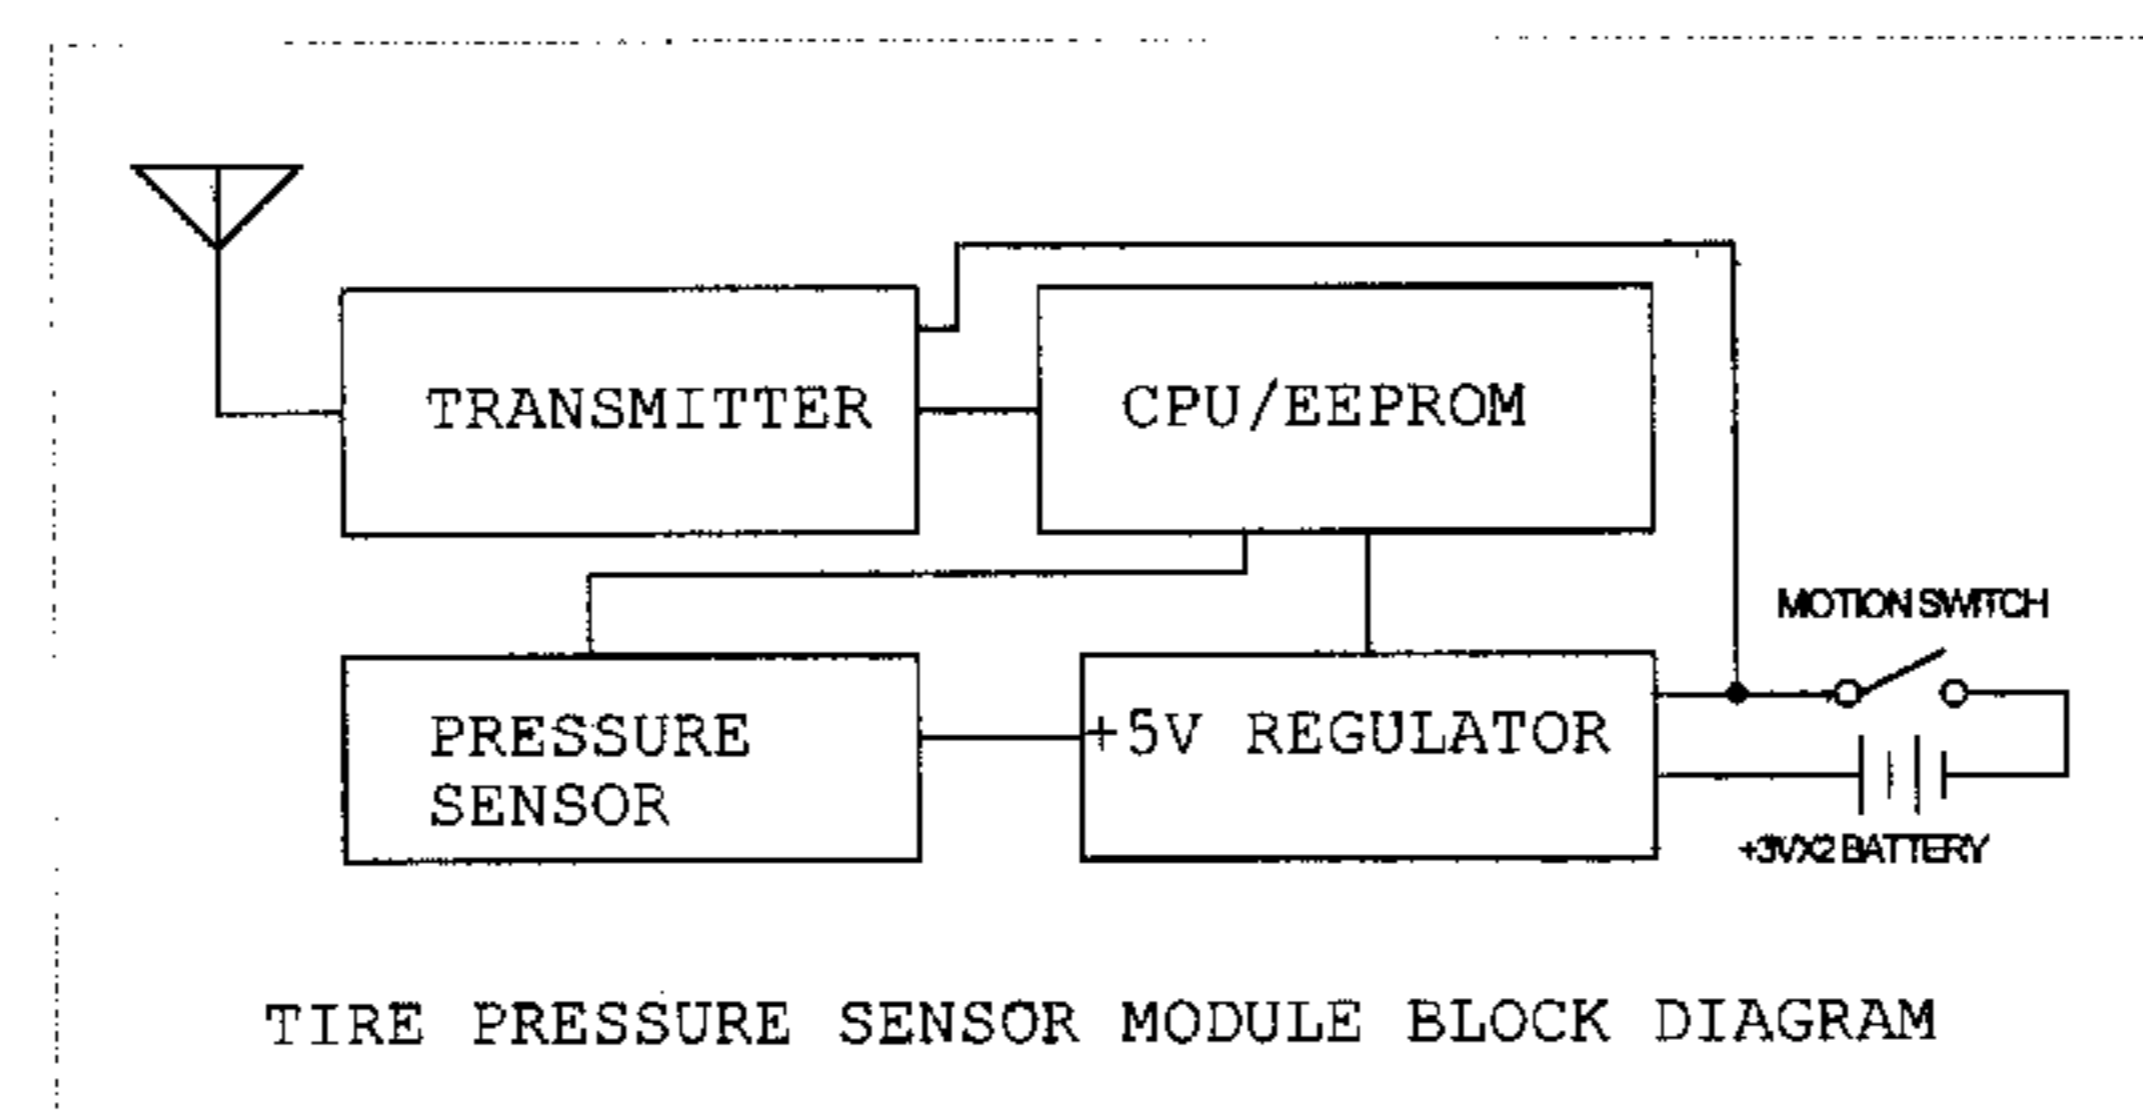 TRANSMITTER
CPU/EEPROM
MOTION SWITCH
PRESSURE
SENSOR
+5V REGULATOR
+3VX2 BATTERY
TIRE PRESSURE SENSOR MODULE BLOCK DIAGRAM